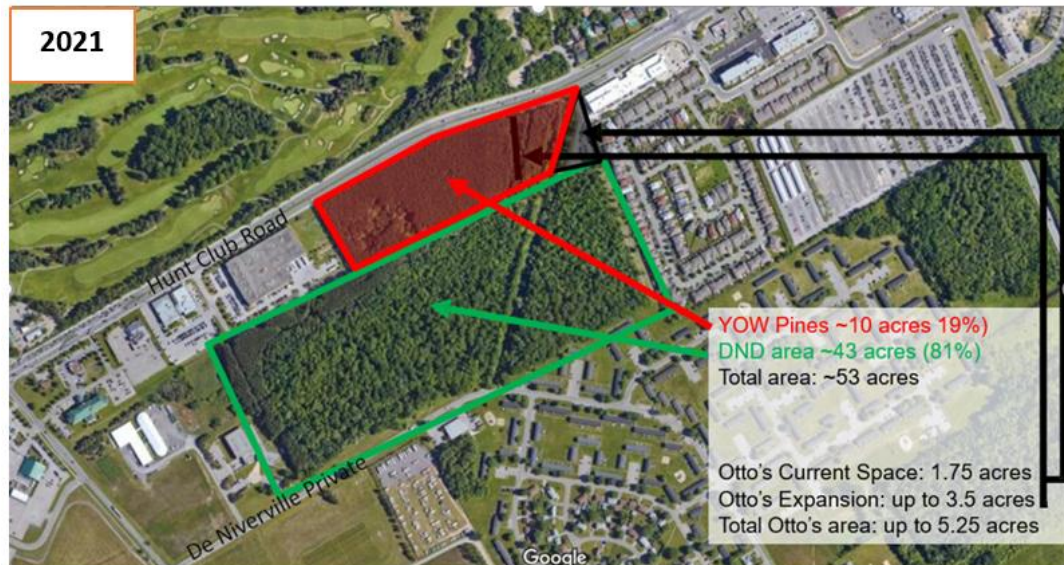 2021
Hunt Club Road
YOW Pines ~10 acres 19%)
DND area ~43 acres (81%)
Total area: ~53 acres
Otto's Current Space: 1.75 acres
Otto's Expansion: up to 3.5 acres
Total Otto's area: up to 5.25 acres
De Niverville Private
Google